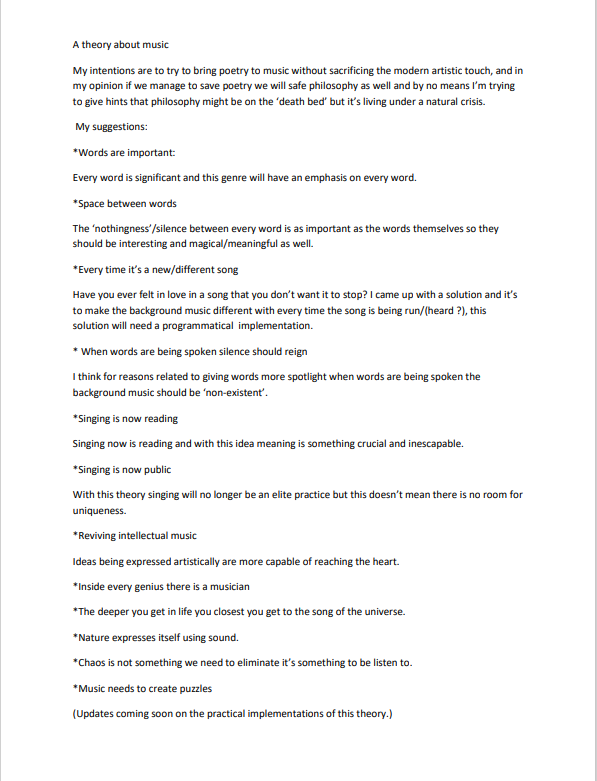 A theory about music
My intentions are to try to bring poetry to music without sacrificing the modern artistic touch, and in
my opinion if we manage to save poetry we will safe philosophy as well and by no means I’m trying
to give hints that philosophy might be on the ‘death bed’ but it’s living under a natural crisis.
My suggestions:
*Words are important:
Every word is significant and this genre will have an emphasis on every word.
*Space between words
The ‘nothingness’/silence between every word is as important as the words themselves so they
should be interesting and magical/meaningful as well.
*Every time it’s a new/different song
Have you ever felt in love in a song that you don’t want it to stop? I came up with a solution and it’s
to make the background music different with every time the song is being run/(heard ?), this
solution will need a programmatical  implementation.
* When words are being spoken silence should reign
I think for reasons related to giving words more spotlight when words are being spoken the
background music should be ‘non-existent’.
*Singing is now reading
Singing now is reading and with this idea meaning is something crucial and inescapable.
*Singing is now public
With this theory singing will no longer be an elite practice but this doesn’t mean there is no room for
uniqueness.
*Reviving intellectual music
Ideas being expressed artistically are more capable of reaching the heart.
*Inside every genius there is a musician
*The deeper you get in life you closest you get to the song of the universe.
*Nature expresses itself using sound.
*Chaos is not something we need to eliminate it’s something to be listen to.
*Music needs to create puzzles
(Updates coming soon on the practical implementations of this theory.)